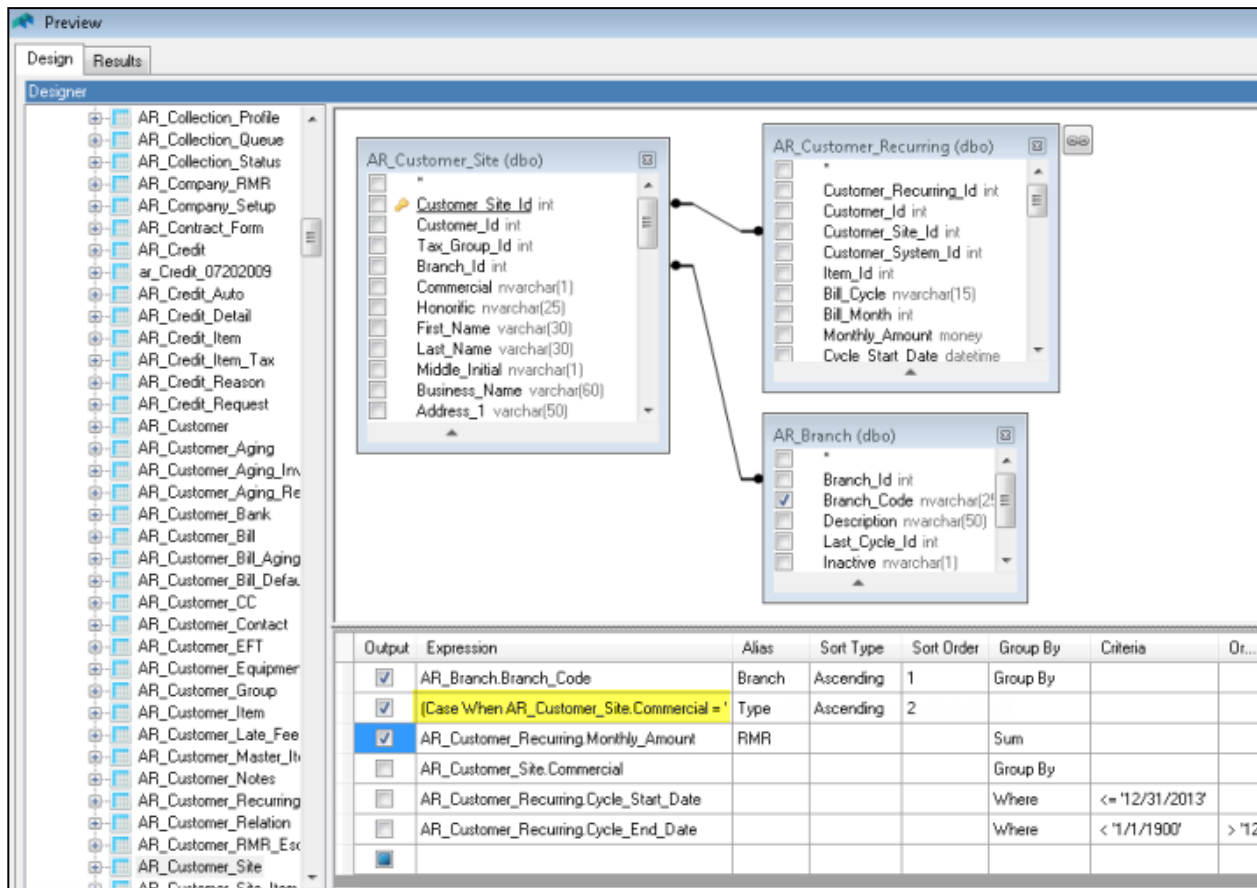 Preview
Design Results
Designer
AR_Collection_Profile
AR_Collection_Queue
AR_Collection_Status
AR_Company_RMR
AR_Company_Setup
AR_Contract_Form
AR_Credit
ar_Credit_07202009
AR_Credit_Auto
AR_Credit_Detail
AR_Credit_Item
AR_Credit_Item_Tax
AR_Credit_Reason
AR_Credit_Request
AR_Customer
AR_Customer_Aging
AR_Customer_Aging_Inv
AR_Customer_Aging_Re
AR_Customer_Bank
AR_Customer_Bill
AR_Customer_Bill_Aging
AR_Customer_Bill_Defau
AR_Customer_CC
AR_Customer_Contact
AR_Customer_EFT
AR_Customer_Equipmer
AR_Customer_Group
AR_Customer_Item
AR_Customer_Late_Fee
AR_Customer_Master_It
AR_Customer_Notes
AR_Customer_Recurring
AR_Customer_Relation
AR_Customer_RMR_Esc
AR_Customer_Site
AR_Customer_Site_Item
AR_Customer_Site (dbo)
*
Customer_Site_Id int
Customer_Id int
Tax_Group_Id int
Branch_Id int
Commercial nvarchar(1)
Honorific nvarchar(25)
First_Name varchar(30)
Last_Name varchar(30)
Middle_Initial nvarchar(1)
Business_Name varchar(60)
Address_1 varchar(50)
AR_Customer_Recurring (dbo)
*
Customer_Recurring_Id int
Customer_Id int
Customer_Site_Id int
Customer_System_Id int
Item_Id int
Bill_Cycle nvarchar(15)
Bill_Month int
Monthly_Amount money
Cycle_Start_Date datetime
AR_Branch (dbo)
*
Branch_Id int
Branch_Code nvarchar(25
Description nvarchar(50)
Last_Cycle_Id int
Inactive nvarchar(1)
Output Expression Alias Sort Type Sort Order Group By Criteria Or...
AR_Branch.Branch_Code Branch Ascending 1 Group By
(Case When AR_Customer_Site.Commercial = ' Type Ascending 2
AR_Customer_Recurring.Monthly_Amount RMR Sum
AR_Customer_Site.Commercial Group By
AR_Customer_Recurring.Cycle_Start_Date Where <= '12/31/2013'
AR_Customer_Recurring.Cycle_End_Date Where < '1/1/1900' > '12